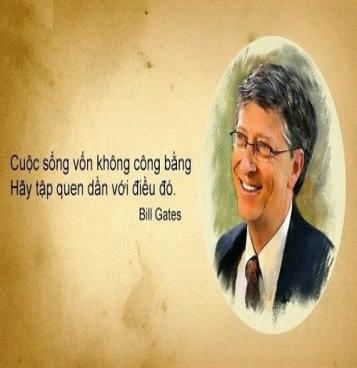 Cuộc sống vốn không công bằng
Hãy tập quen dần với điều đó.
Bill Gates